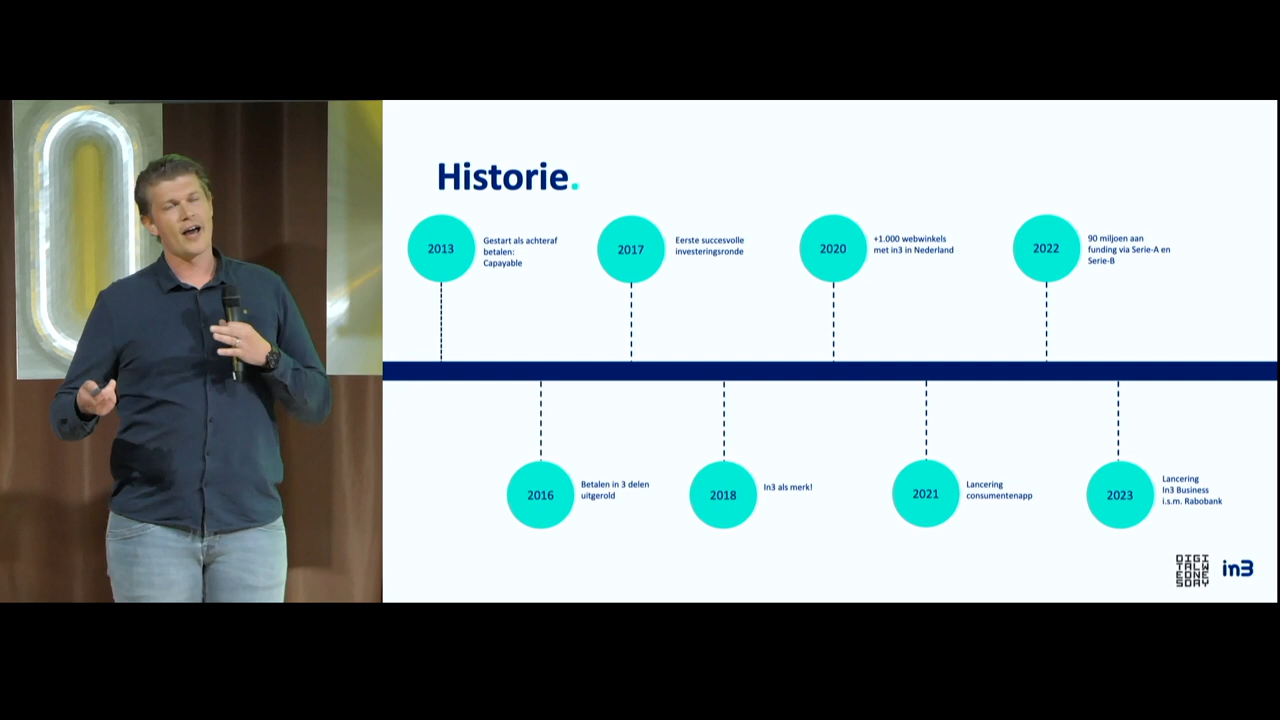 Historie.
2013
Gestart als achteraf
betalen:
Capayable
2017
Eerste succesvolle
investeringsronde
2020
+1.000 webwinkels
met in3 in Nederland
2022
90 miljoen aan
funding via Serie-A en
Serie-B
2016
Betalen in 3 delen
uitgerold
2018
In3 als merk!
2021
Lancering
consumentenapp
2023
Lancering
In3 Business
i.s.m. Rabobank
DIGI
TALW
EDNE
SDAY
in3